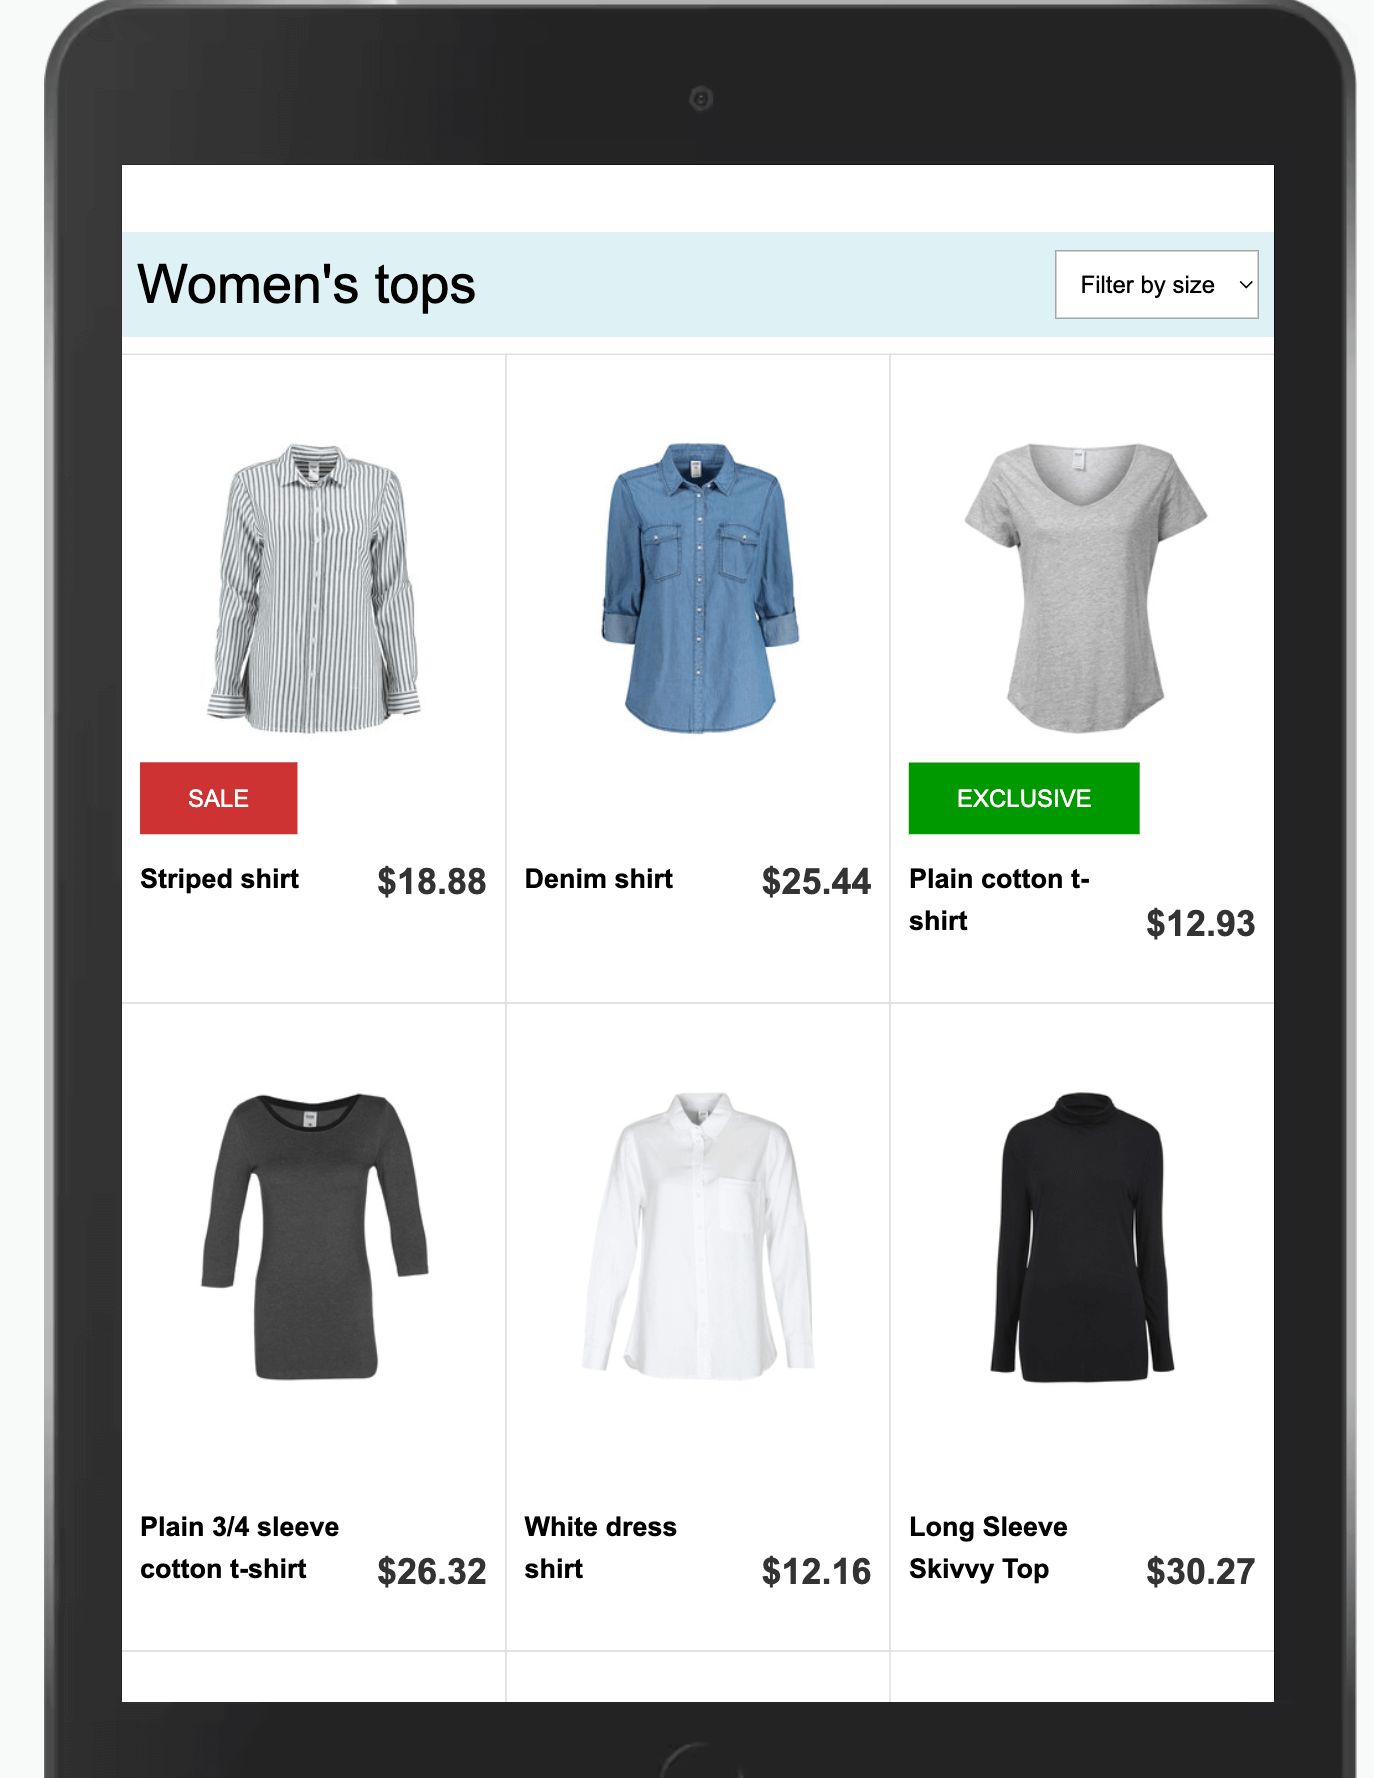 Women's tops
Filter by size
SALE
Striped shirt
$18.88
Denim shirt
$25.44
EXCLUSIVE
Plain cotton t-
shirt
$12.93
Plain 3/4 sleeve
cotton t-shirt
$26.32
White dress
shirt
$12.16
Long Sleeve
Skivvy Top
$30.27